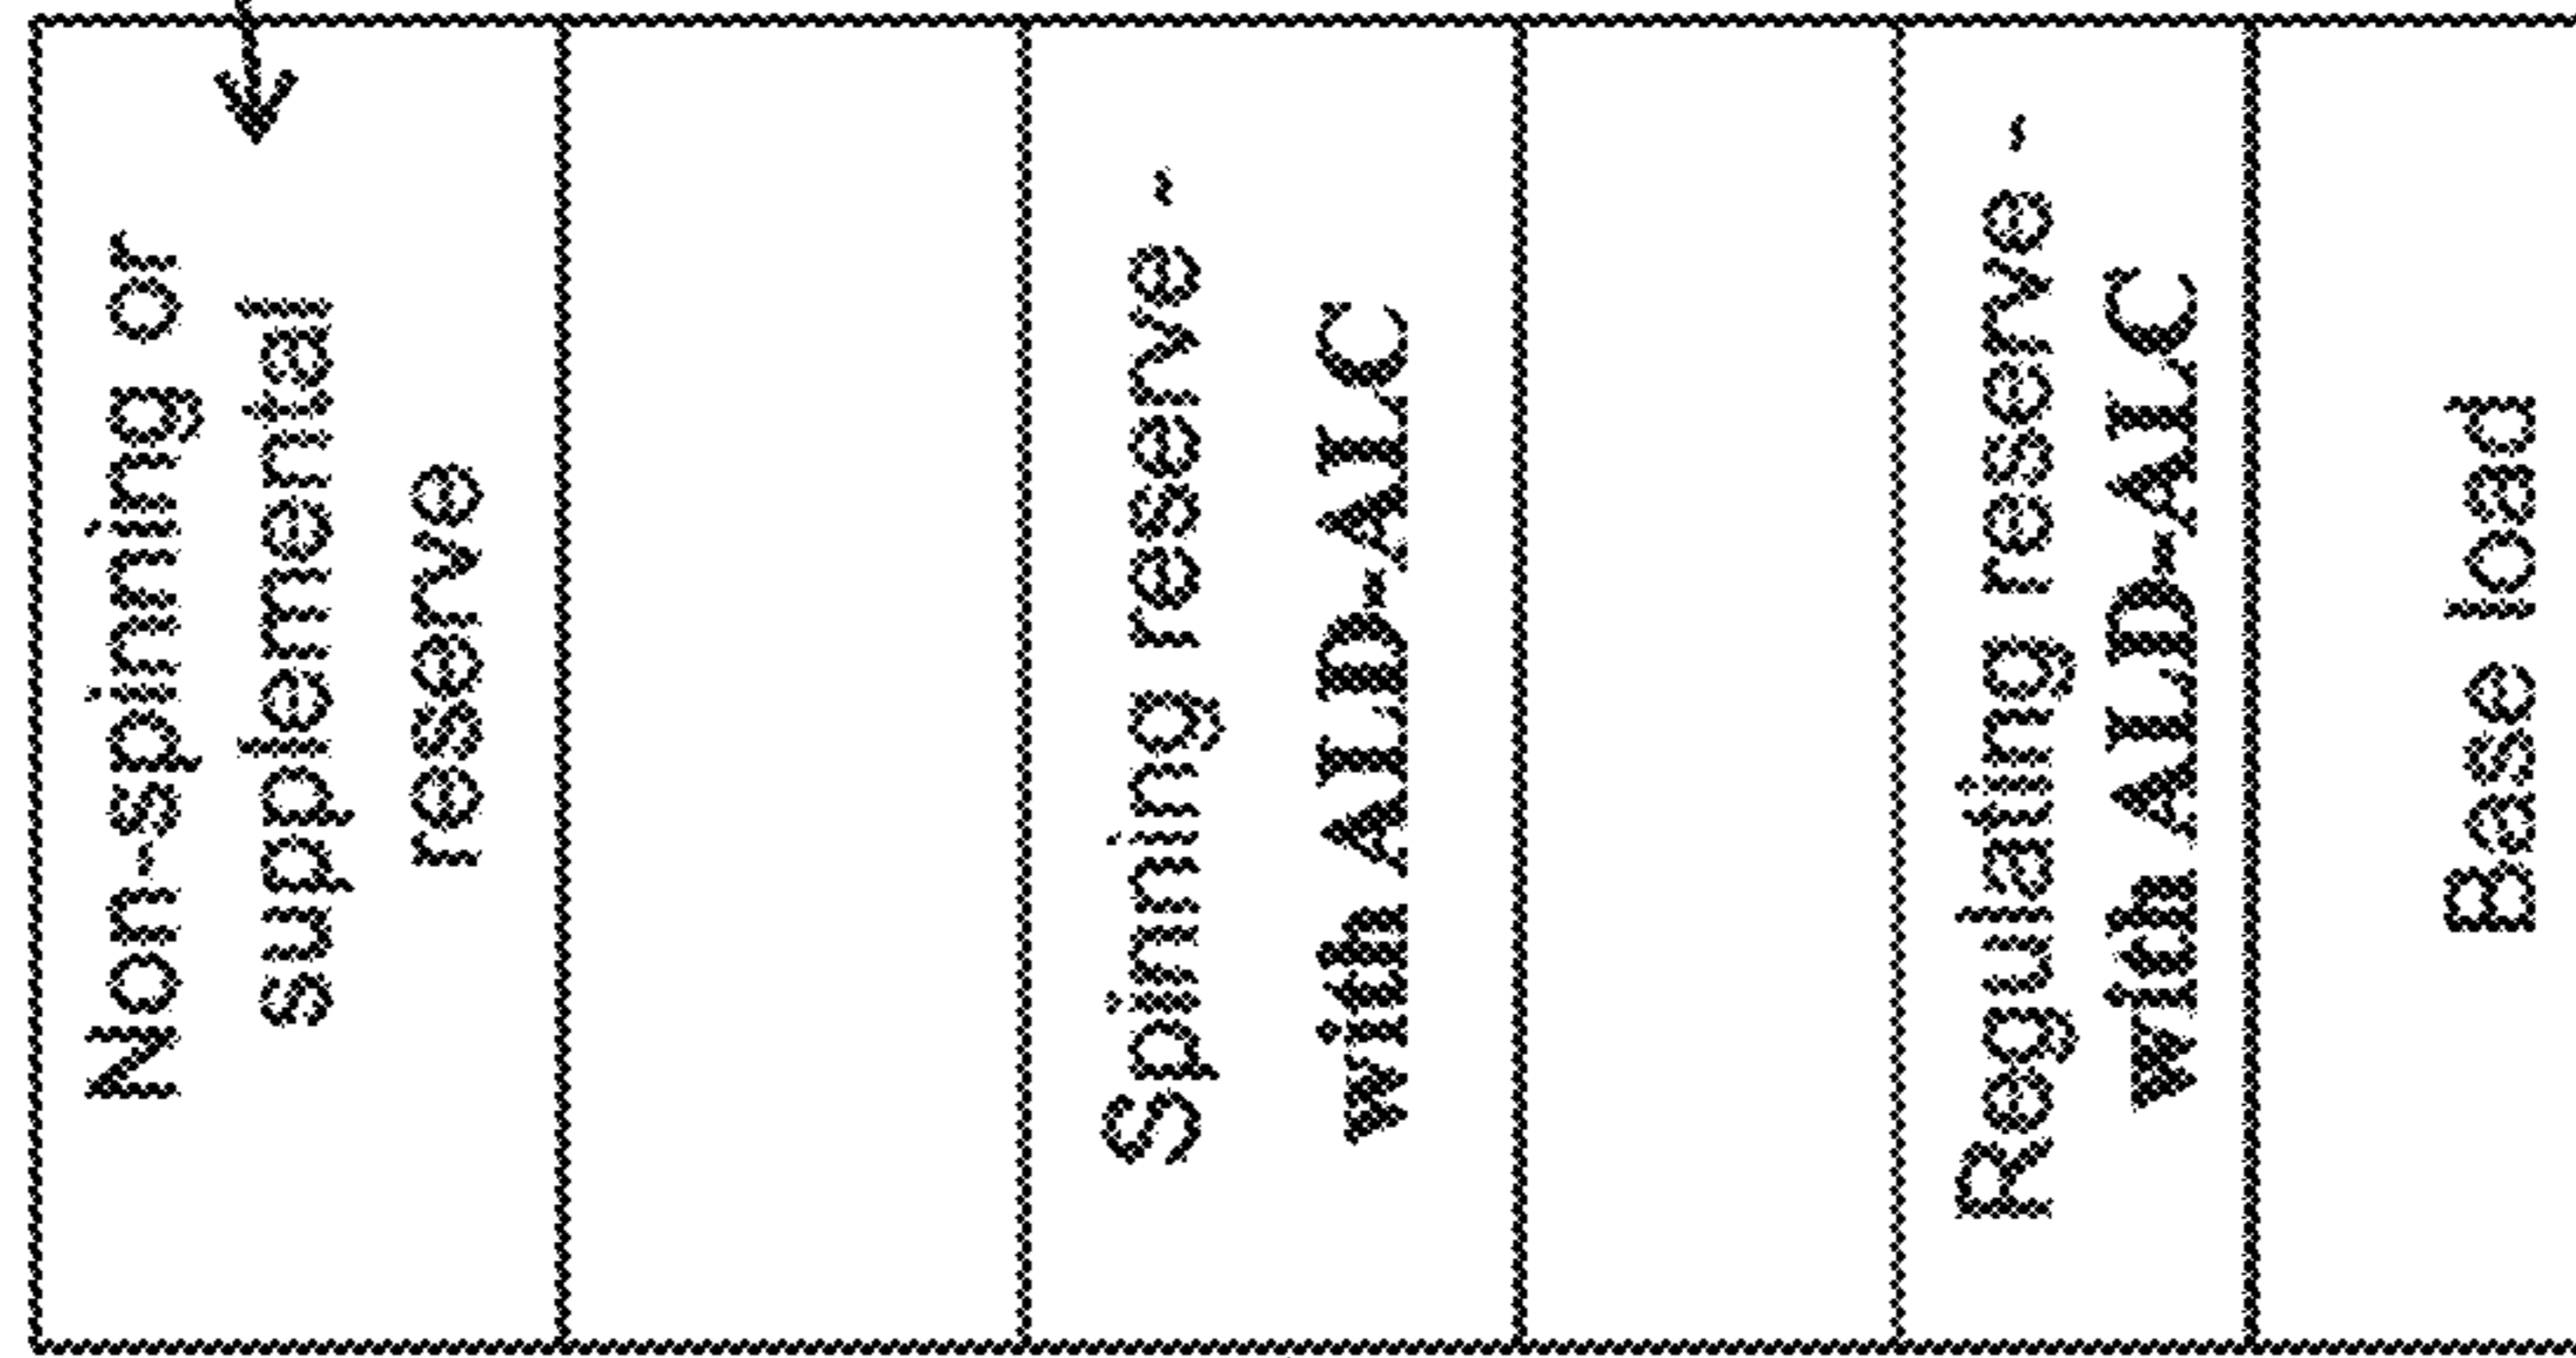 Non-spinning or
supplemental
reserve
Spinning reserve -
with ALD-ALC
Regulating reserve -
with ALD-ALC
Base load